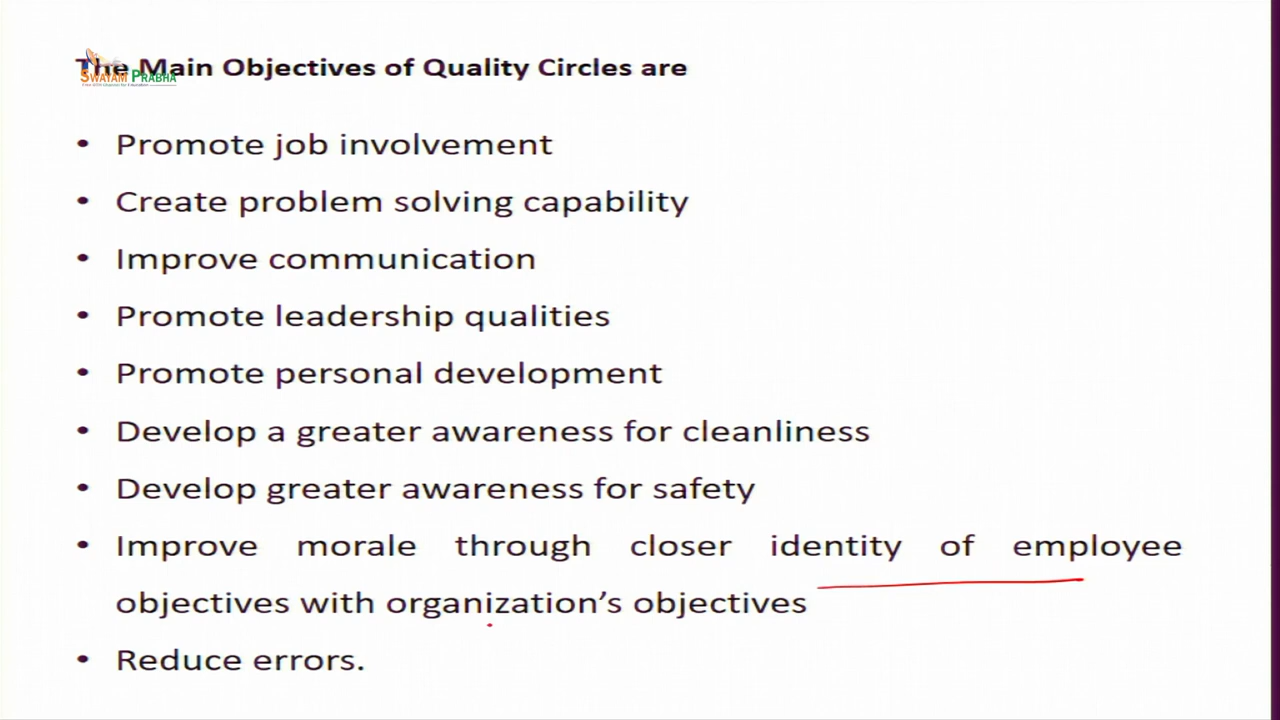 The Main Objectives of Quality Circles are
SWAYAM PRABHA
• Promote job involvement
• Create problem solving capability
• Improve communication
• Promote leadership qualities
• Promote personal development
• Develop a greater awareness for cleanliness
• Develop greater awareness for safety
• Improve morale through closer identity of employee
objectives with organization’s objectives
• Reduce errors.